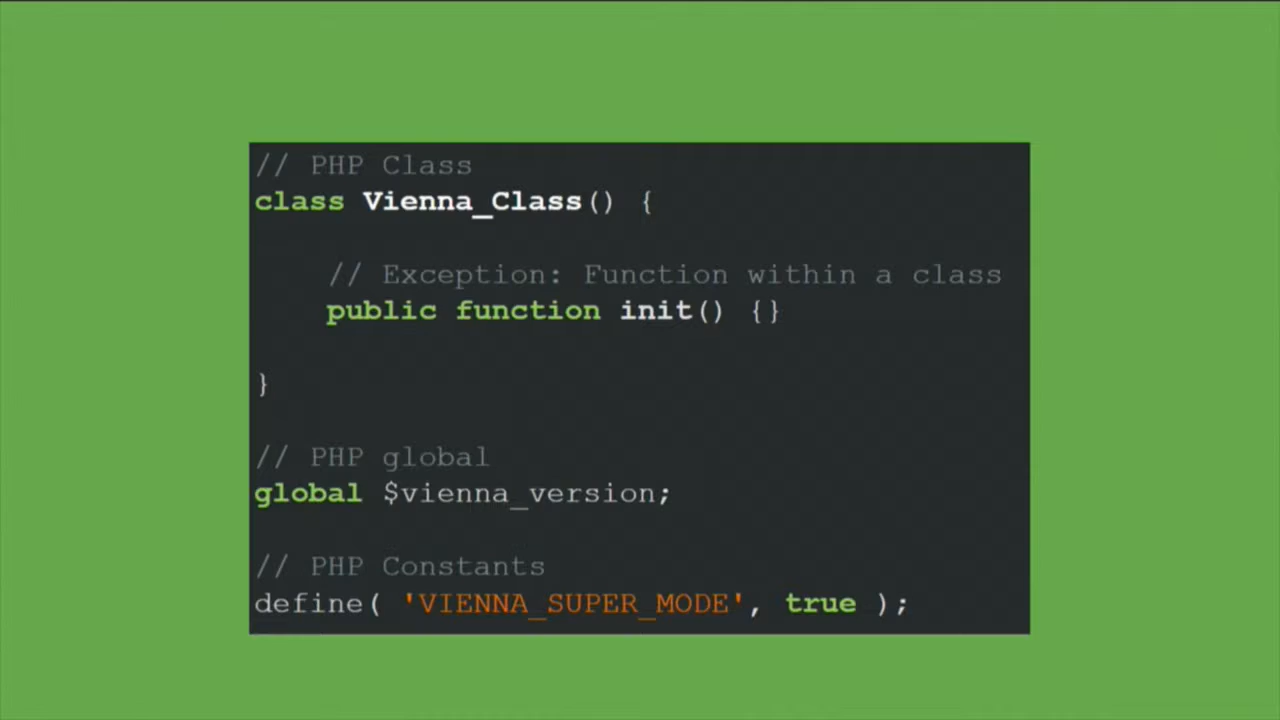 // PHP Class
class Vienna_Class() {
// Exception: Function within a class
public function init() {}
}
// PHP global
global $vienna_version;
// PHP Constants
define( 'VIENNA_SUPER_MODE', true );